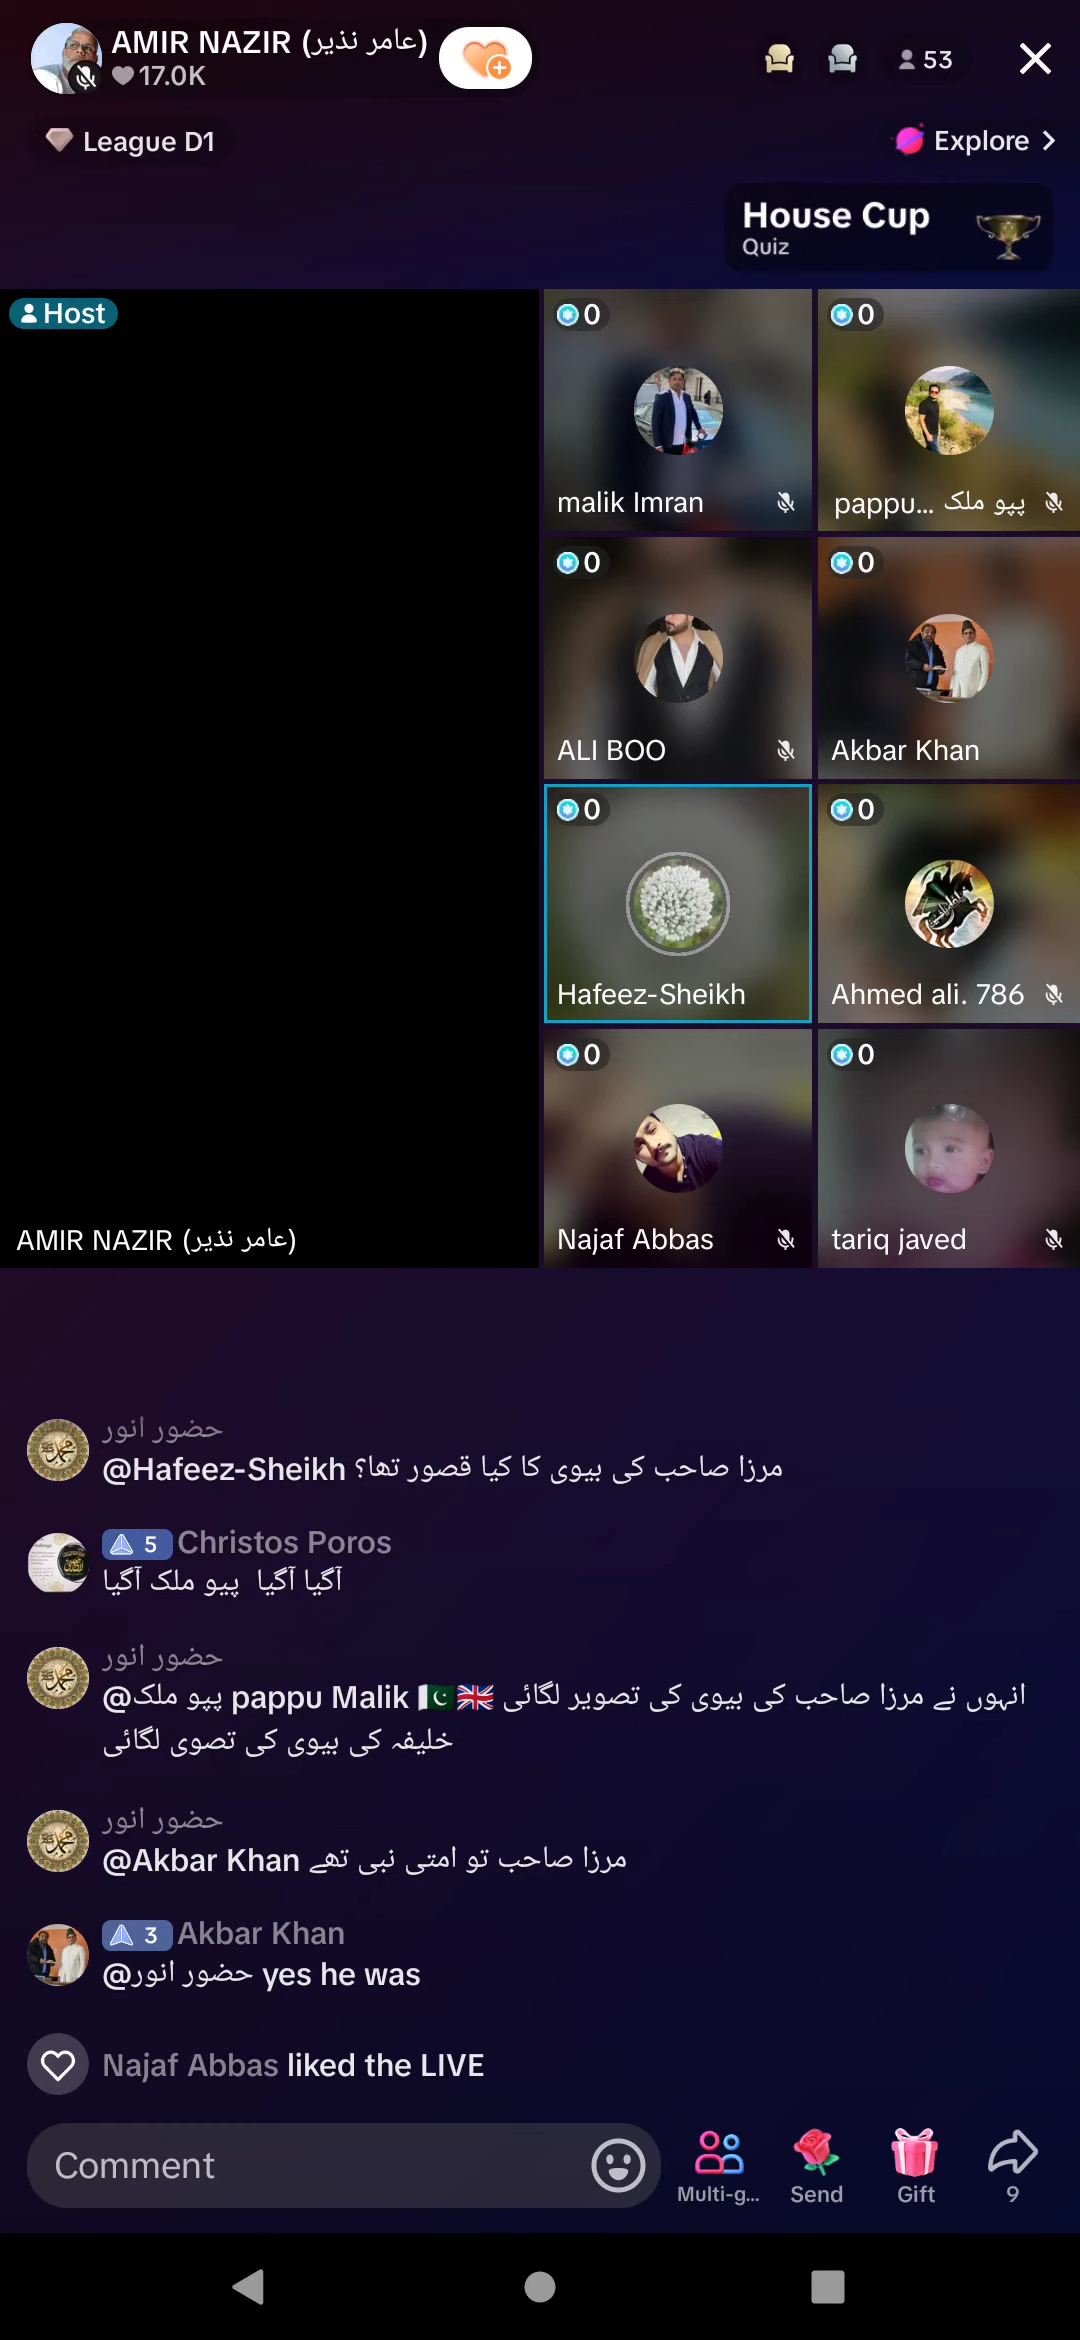 AMIR NAZIR (عامر نذیر)
17.0K
53
League D1
Explore
House Cup
Quiz
Host
0
0
malik Imran
pappu... پپو ملک
0
0
ALI BOO
Akbar Khan
0
0
Hafeez-Sheikh
Ahmed ali. 786
0
0
AMIR NAZIR (عامر نذیر)
Najaf Abbas
tariq javed
حضور انور
@Hafeez-Sheikh مرزا صاحب کی بیوی کا کیا قصور تھا؟
5 Christos Poros
آگیا آگیا پیو ملک آگیا
حضور انور
@پپو ملک pappu Malik 🇵🇰🇬🇧 انہوں نے مرزا صاحب کی بیوی کی تصویر لگائی
خلیفہ کی بیوی کی تصوی لگائی
حضور انور
@Akbar Khan مرزا صاحب تو امتی نبی تھے
3 Akbar Khan
@حضور انور yes he was
Najaf Abbas liked the LIVE
Comment
Multi-g...
Send
Gift
9